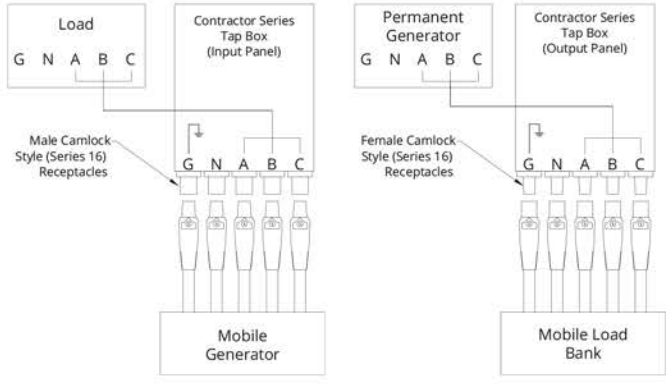 Load
G N A B C
Contractor Series
Tap Box
(Input Panel)
Male Camlock
Style (Series 16)
Receptacles
G N A B C
Mobile
Generator
Permanent
Generator
G N A B C
Contractor Series
Tap Box
(Output Panel)
Female Camlock
Style (Series 16)
Receptacles
G N A B C
Mobile Load
Bank